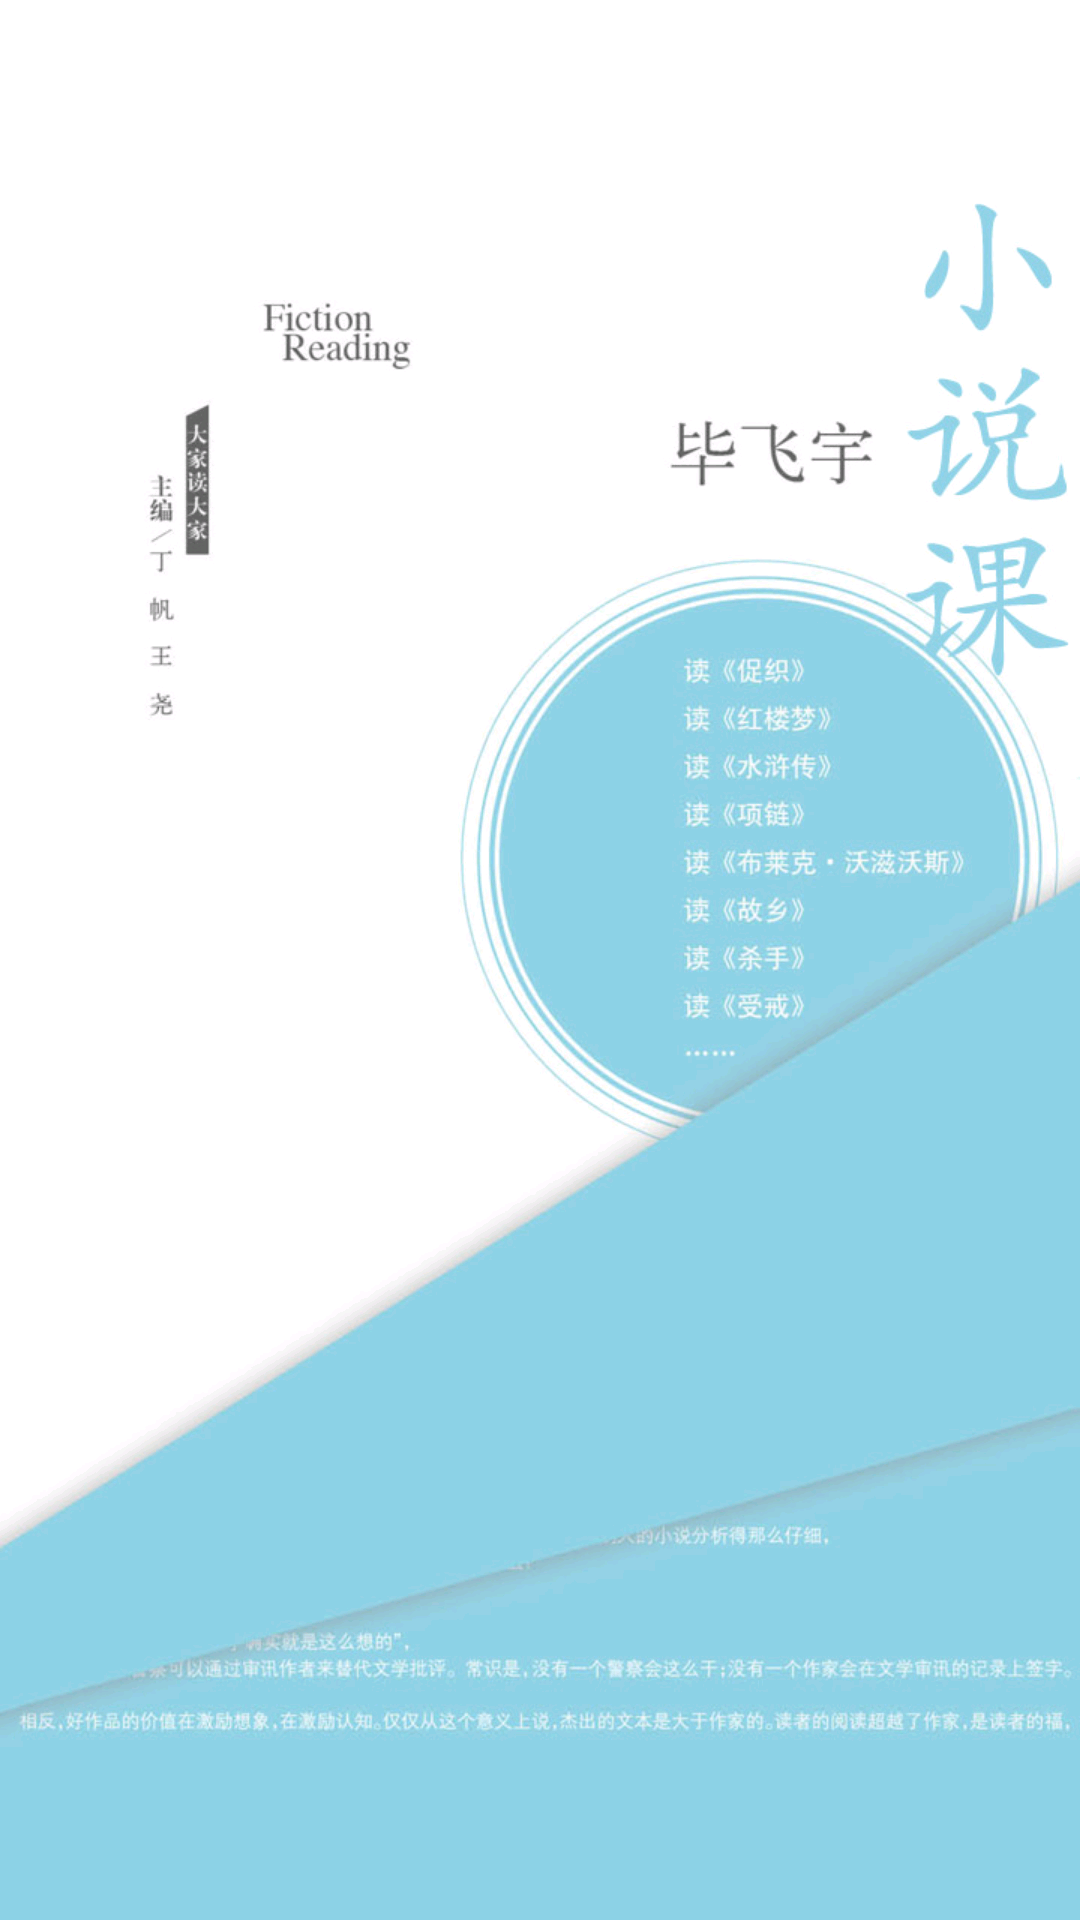 小说课
Fiction
Reading
毕飞宇
大家读大家
主编/丁帆 王尧
读《促织》
读《红楼梦》
读《水浒传》
读《项链》
读《布莱克·沃滋沃斯》
读《故乡》
读《杀手》
读《受戒》
……
的小说分析得那么仔细，
就是这么想的”，
可以通过审讯作者来替代文学批评。常识是，没有一个警察会这么干；没有一个作家会在文学审讯的记录上签字。
相反，好作品的价值在激励想象，在激励认知。仅仅从这个意义上说，杰出的文本是大于作家的。读者的阅读超越了作家，是读者的福，